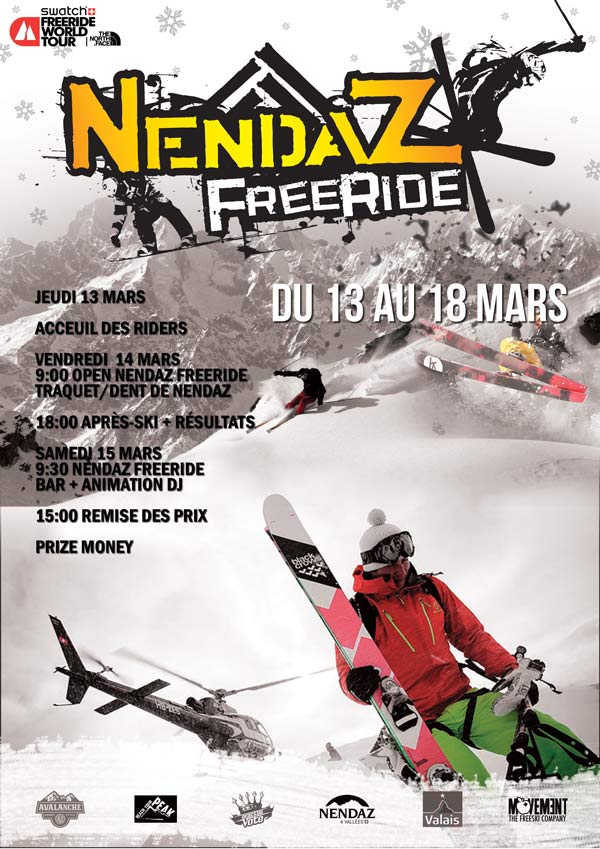 swatch
FREERIDE
WORLD
TOUR
THE
NORTH
FACE
NENDAZ
FREERIDE
DU 13 AU 18 MARS
JEUDI 13 MARS
ACCEUIL DES RIDERS
VENDREDI 14 MARS
9:00 OPEN NENDAZ FREERIDE
TRAQUET/DENT DE NENDAZ
18:00 APRÈS-SKI + RÉSULTATS
SAMEDI 15 MARS
9:30 NENDAZ FREERIDE
BAR + ANIMATION DJ
15:00 REMISE DES PRIX
PRIZE MONEY
black
crows
AVALANCHE
PEAK
NENDAZ
4 VALLÉES
Valais
MOVEMENT
THE FREESKI COMPANY